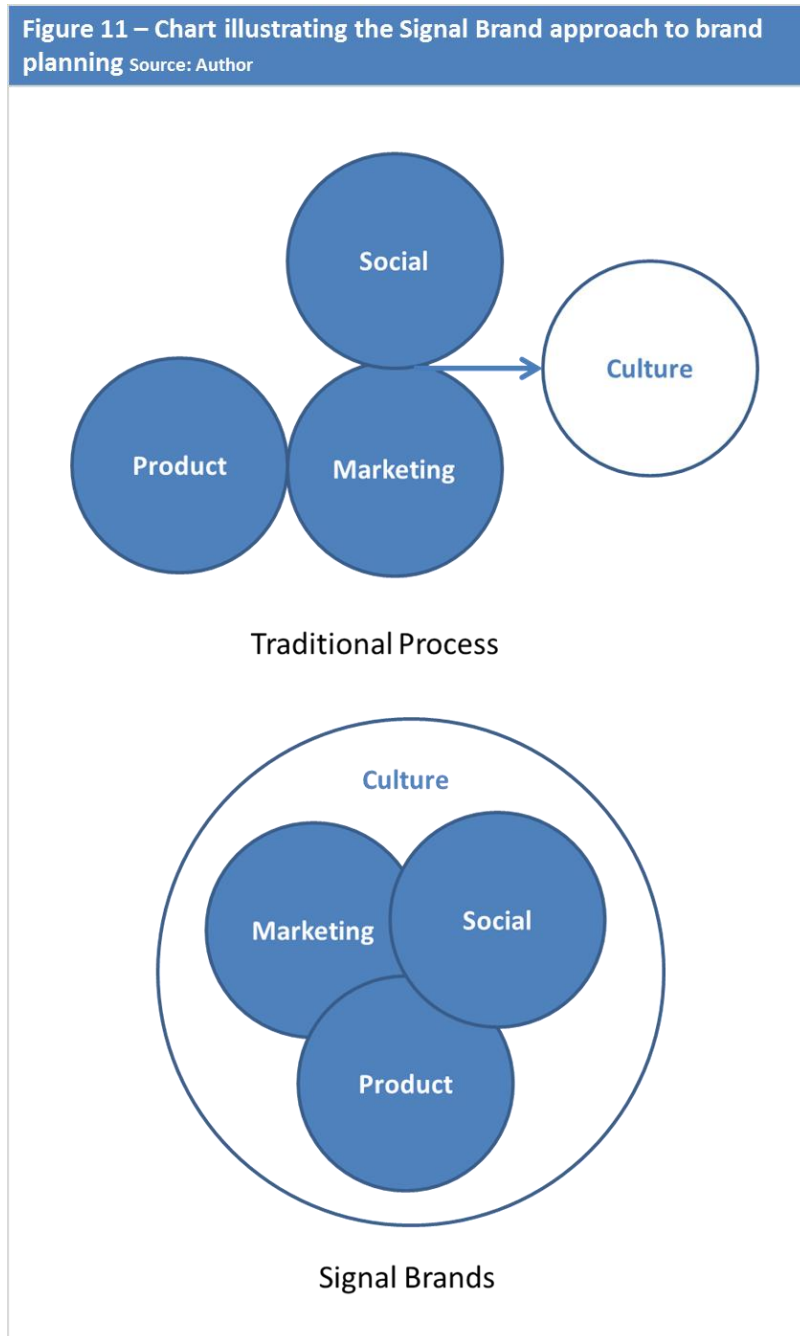 Figure 11 – Chart illustrating the Signal Brand approach to brand
planning Source: Author
Social
Culture
Product
Marketing
Traditional Process
Culture
Marketing
Social
Product
Signal Brands